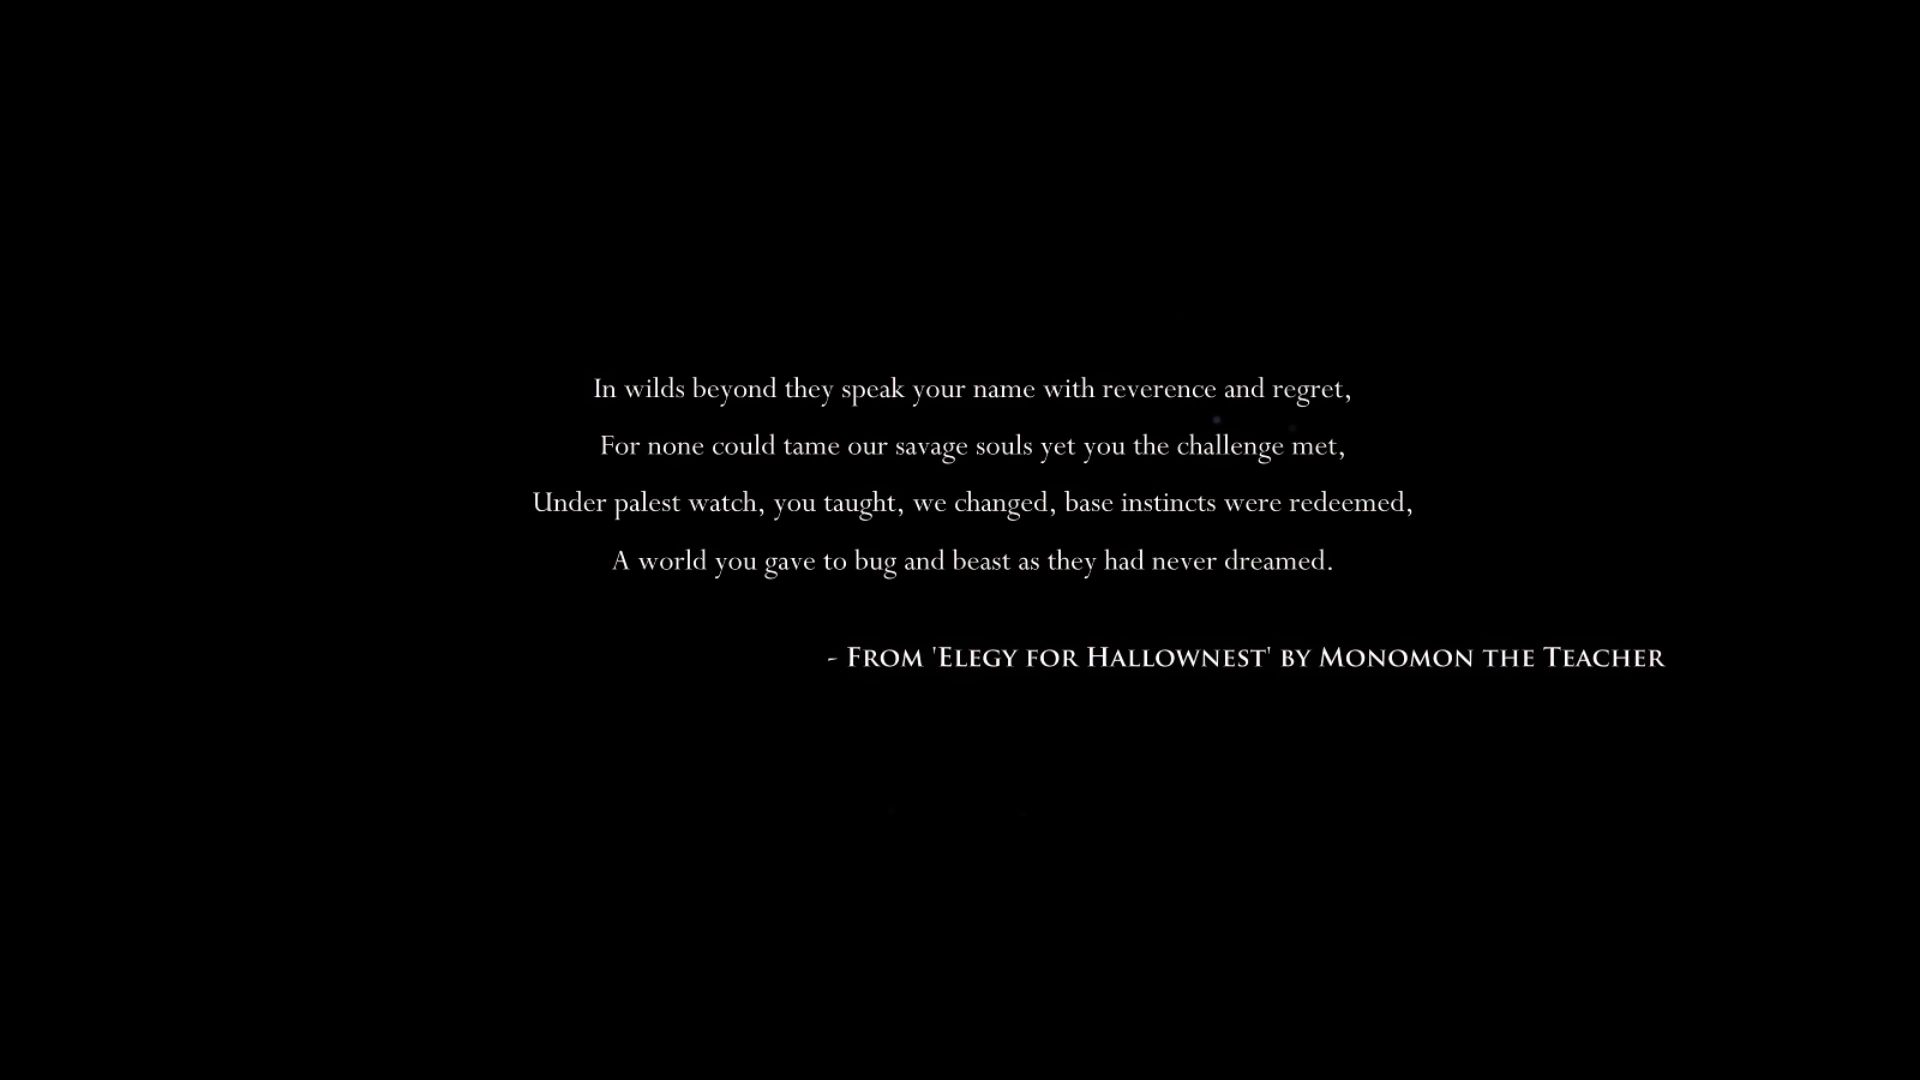 In wilds beyond they speak your name with reverence and regret,
For none could tame our savage souls yet you the challenge met,
Under palest watch, you taught, we changed, base instincts were redeemed,
A world you gave to bug and beast as they had never dreamed.
- From 'Elegy for Hallownest' by Monomon the Teacher